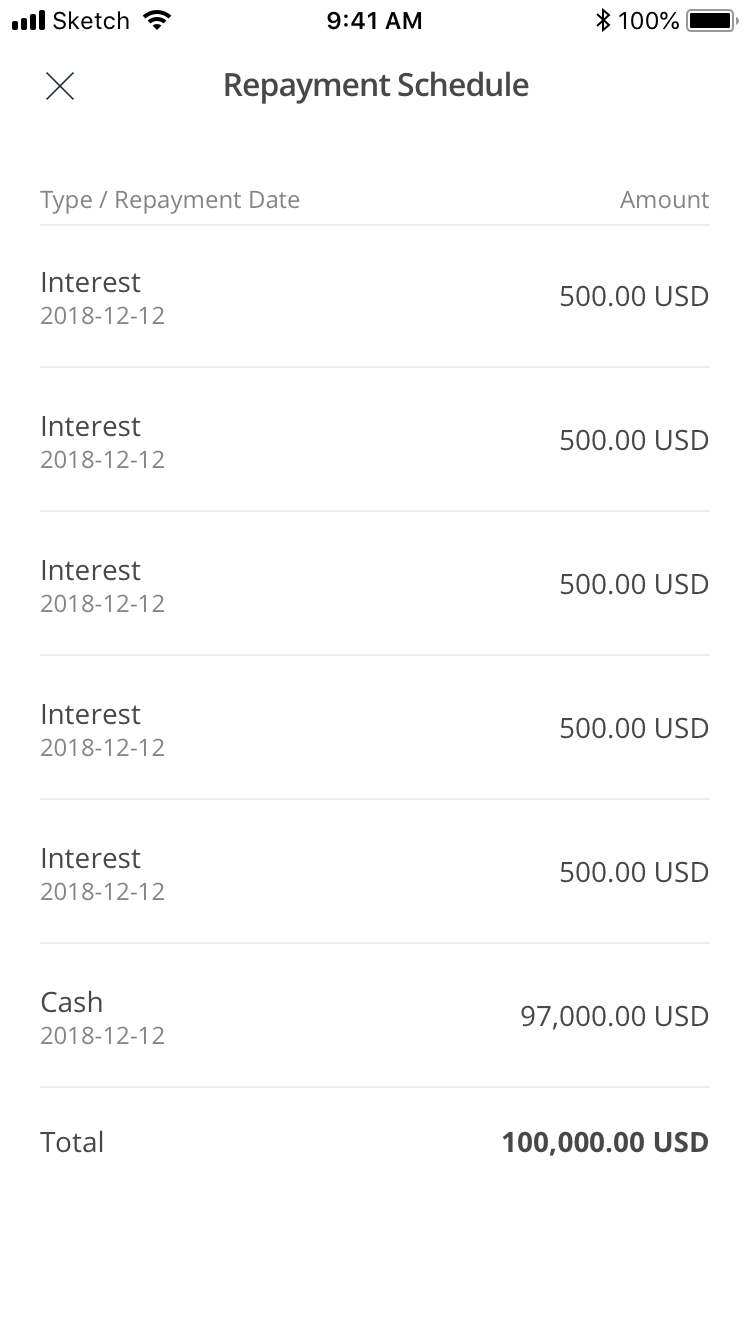 Sketch 9:41 AM 100%
Repayment Schedule
Type / Repayment Date Amount
Interest
2018-12-12
500.00 USD
Interest
2018-12-12
500.00 USD
Interest
2018-12-12
500.00 USD
Interest
2018-12-12
500.00 USD
Interest
2018-12-12
500.00 USD
Cash
2018-12-12
97,000.00 USD
Total 100,000.00 USD